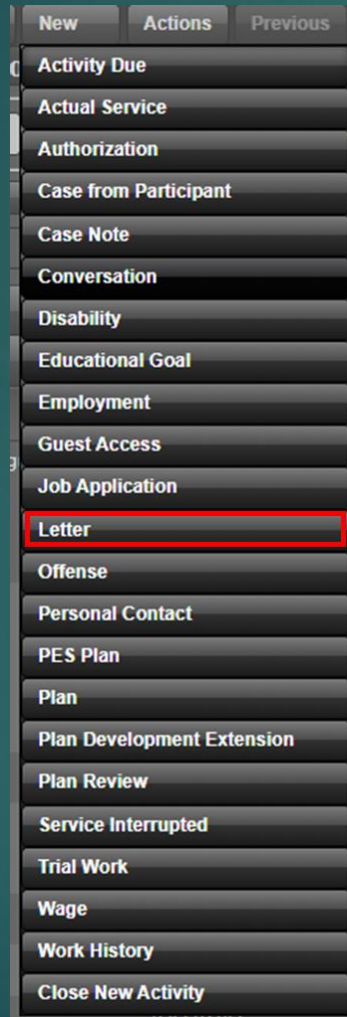 New Actions Previous
Activity Due
Actual Service
Authorization
Case from Participant
Case Note
Conversation
Disability
Educational Goal
Employment
Guest Access
Job Application
Letter
Offense
Personal Contact
PES Plan
Plan
Plan Development Extension
Plan Review
Service Interrupted
Trial Work
Wage
Work History
Close New Activity